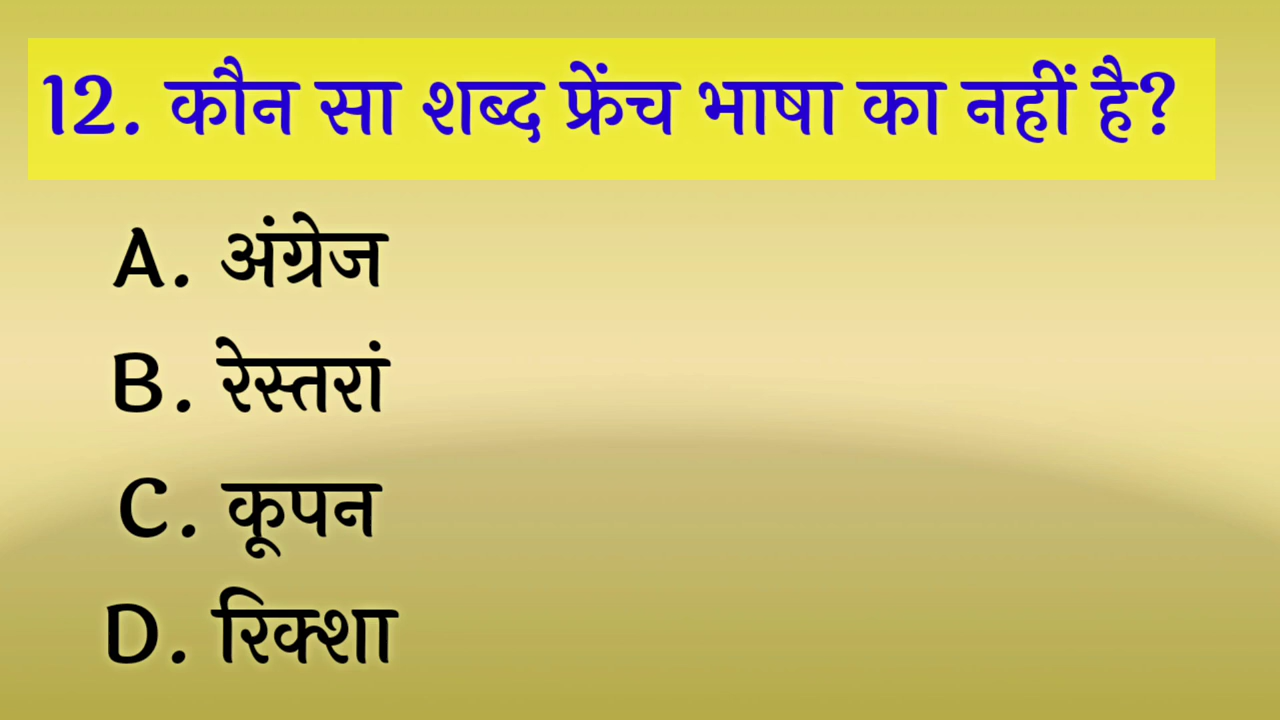 12. कौन सा शब्द फ्रेंच भाषा का नहीं है?
A. अंग्रेज
B. रेस्तरां
C. कूपन
D. रिक्शा